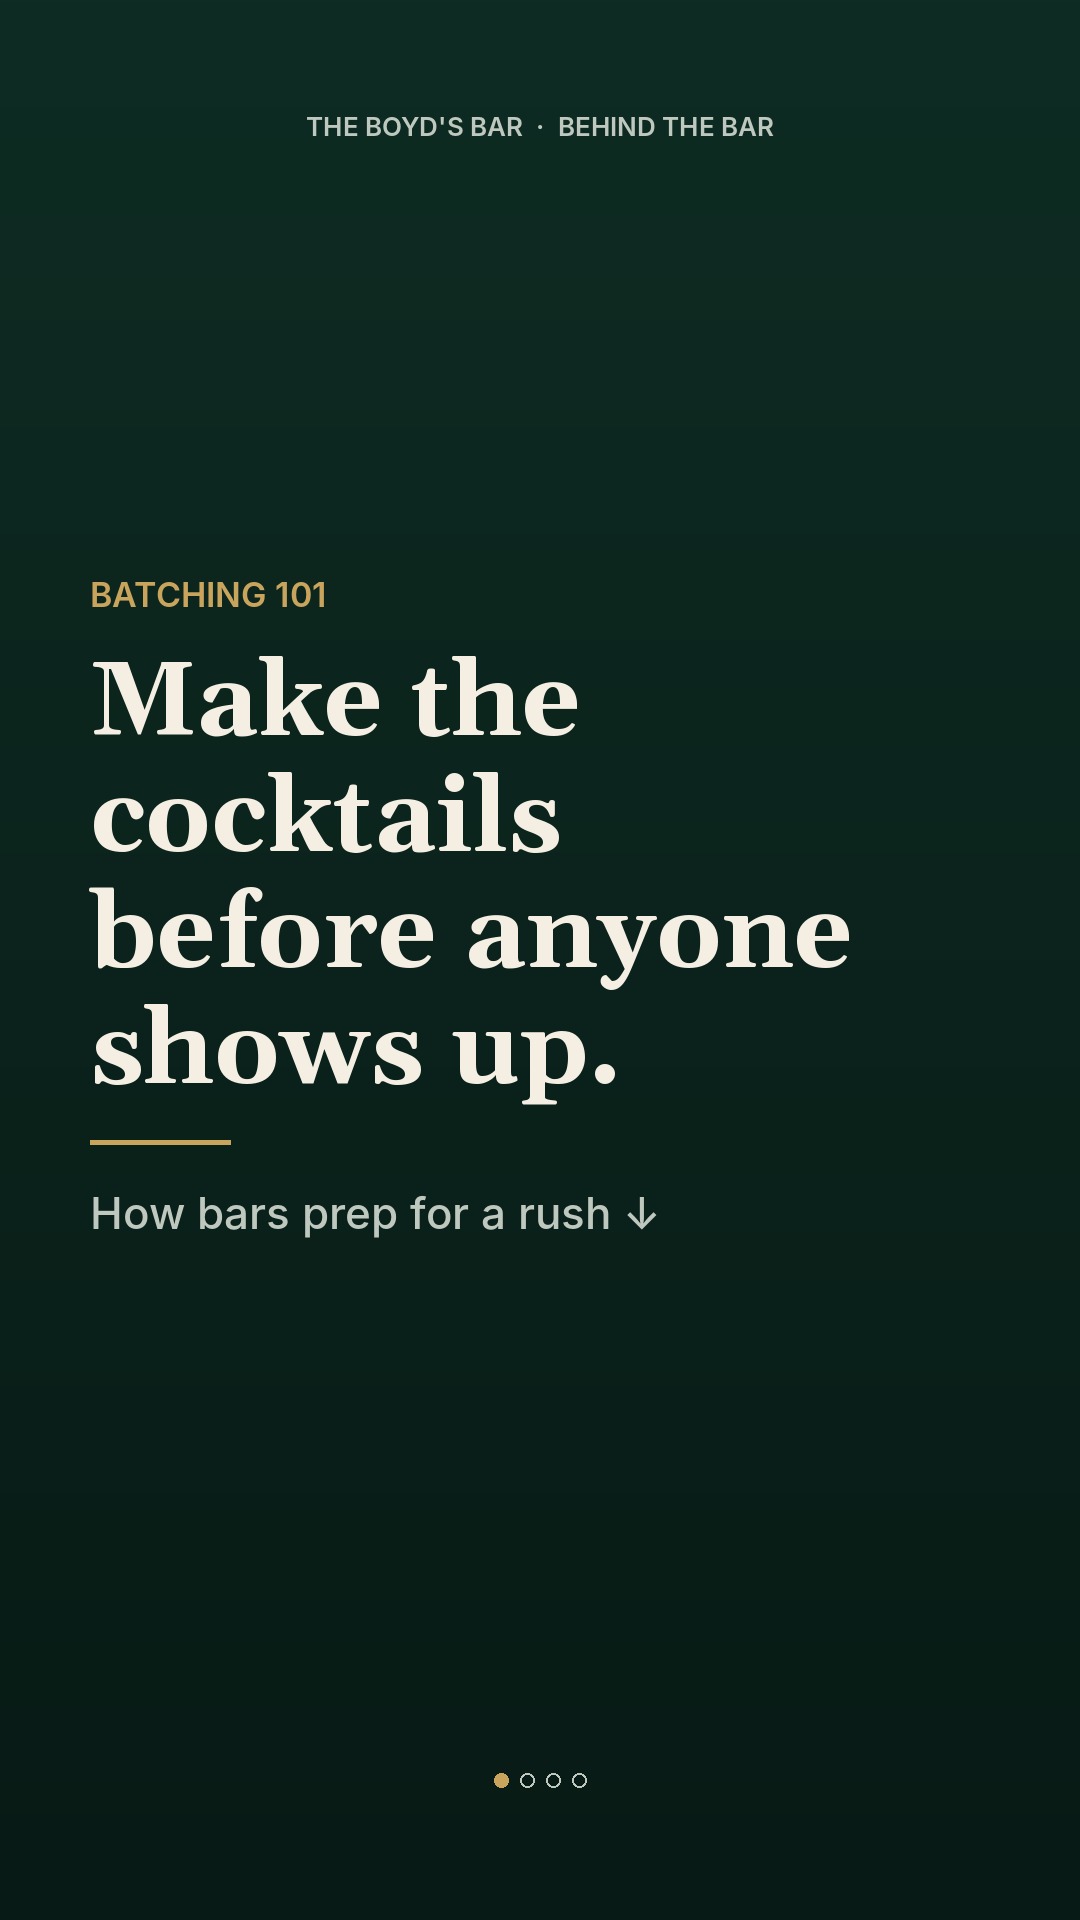 THE BOYD'S BAR · BEHIND THE BAR
BATCHING 101
Make the
cocktails
before anyone
shows up.
How bars prep for a rush ↓